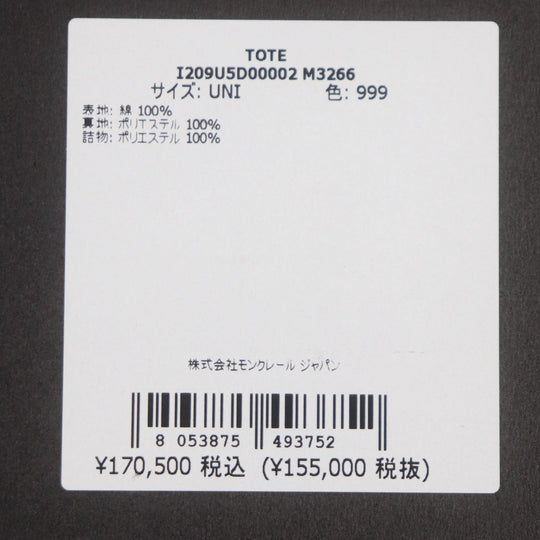 TOTE
I209U5D00002 M3266
サイズ: UNI 色: 999
表地: 綿 100%
裏地: ポリエステル 100%
詰物: ポリエステル 100%
株式会社モンクレール ジャパン
8 053875 493752
¥170,500 税込 (¥155,000 税抜)